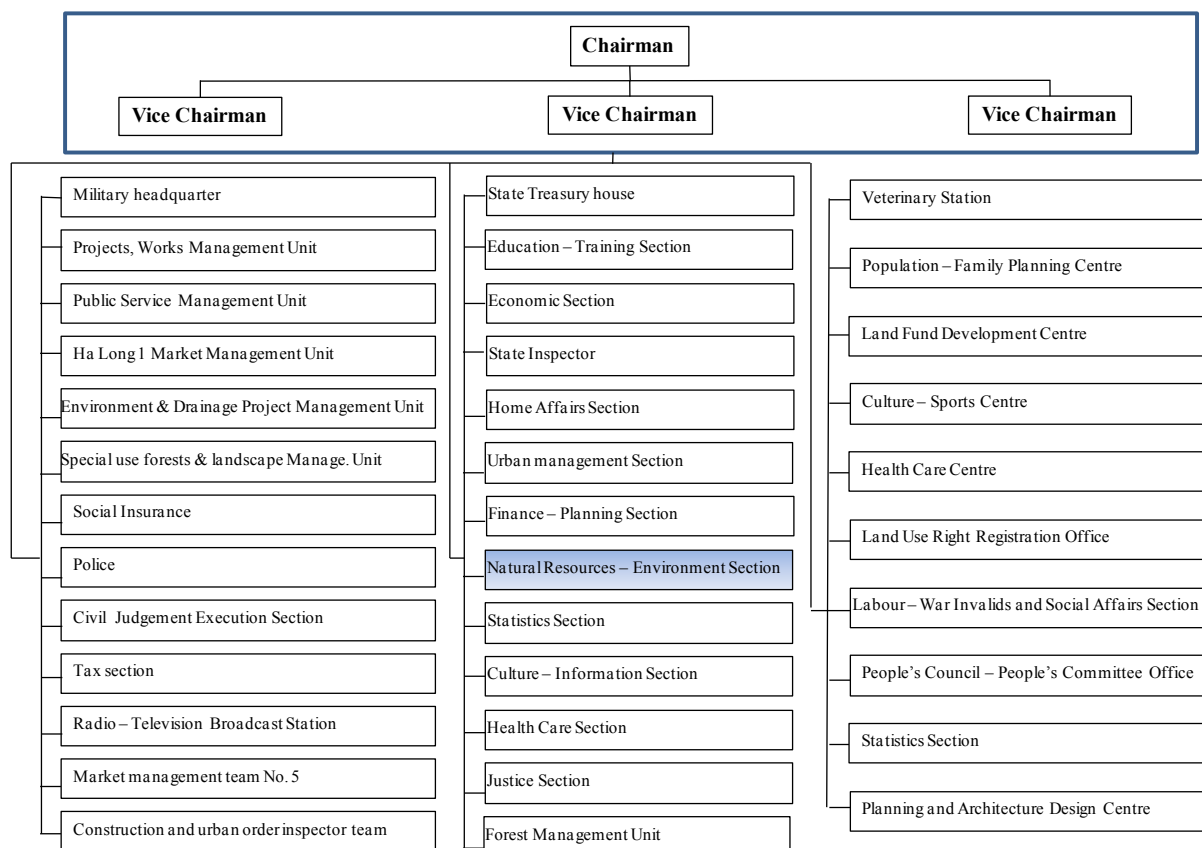 Chairman
Vice Chairman
Vice Chairman
Vice Chairman
Military headquarter
Projects, Works Management Unit
Public Service Management Unit
Ha Long 1 Market Management Unit
Environment & Drainage Project Management Unit
Special use forests & landscape Manage. Unit
Social Insurance
Police
Civil Judgement Execution Section
Tax section
Radio – Television Broadcast Station
Market management team No. 5
Construction and urban order inspector team
State Treasury house
Education – Training Section
Economic Section
State Inspector
Home Affairs Section
Urban management Section
Finance – Planning Section
Natural Resources – Environment Section
Statistics Section
Culture – Information Section
Health Care Section
Justice Section
Forest Management Unit
Veterinary Station
Population – Family Planning Centre
Land Fund Development Centre
Culture – Sports Centre
Health Care Centre
Land Use Right Registration Office
Labour – War Invalids and Social Affairs Section
People's Council – People's Committee Office
Statistics Section
Planning and Architecture Design Centre